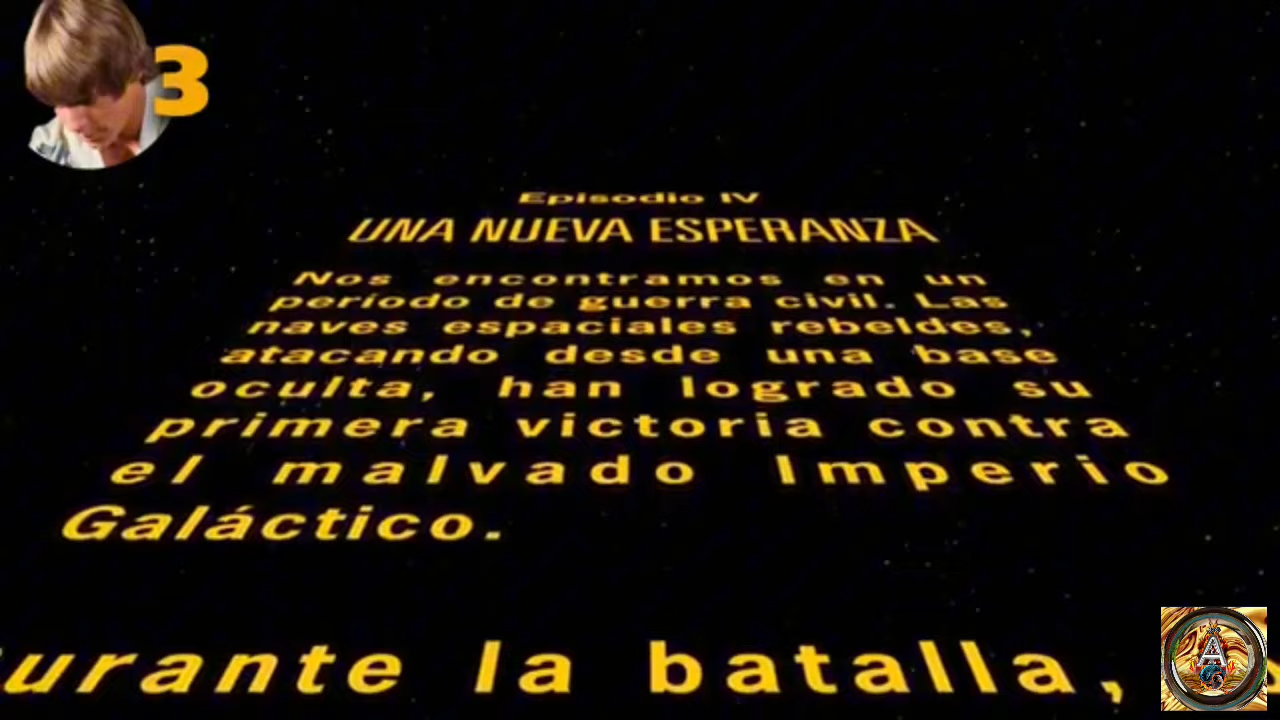 3
Episodio IV
UNA NUEVA ESPERANZA
Nos encontramos en un
período de guerra civil. Las
naves espaciales rebeldes,
atacando desde una base
oculta, han logrado su
primera victoria contra
el malvado Imperio
Galáctico.
urante la batalla,
A